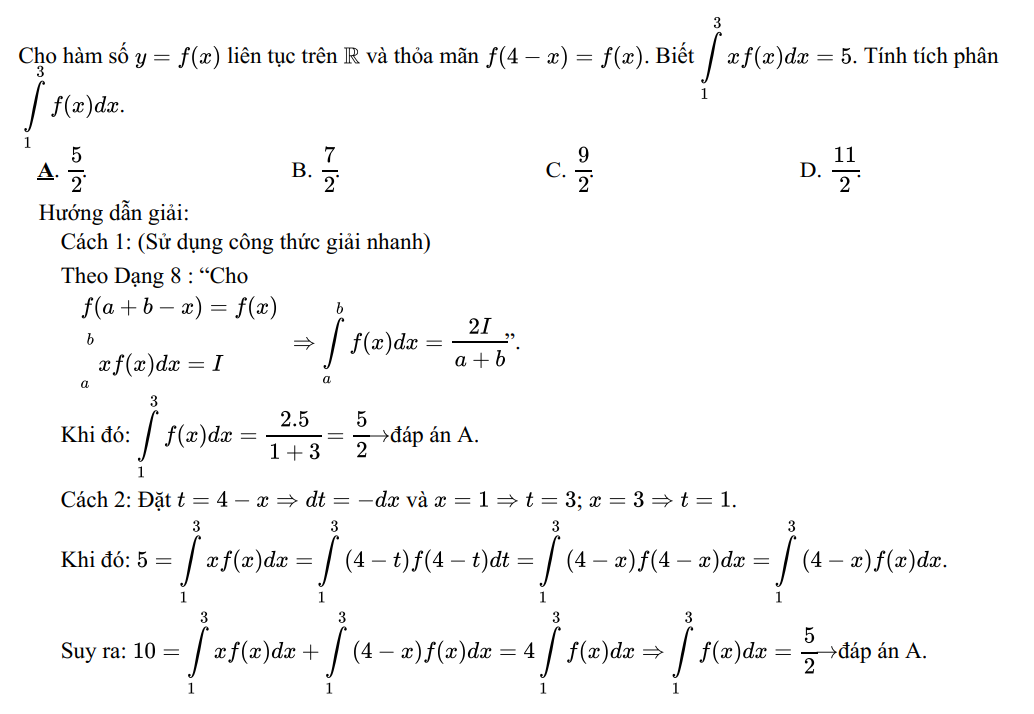 Cho hàm số y = f(x) liên tục trên ℝ và thỏa mãn f(4 − x) = f(x). Biết ∫₁³ xf(x)dx = 5. Tính tích phân
∫₁³ f(x)dx.
A. 5/2. B. 7/2. C. 9/2. D. 11/2.
Hướng dẫn giải:
Cách 1: (Sử dụng công thức giải nhanh)
Theo Dạng 8 : “Cho
f(a + b − x) = f(x)
b a xf(x)dx = I ⇒ ∫ₐᵇ f(x)dx = 2I/(a + b)”.
Khi đó: ∫₁³ f(x)dx = 2.5/(1 + 3) = 5/2 →đáp án A.
Cách 2: Đặt t = 4 − x ⇒ dt = −dx và x = 1 ⇒ t = 3; x = 3 ⇒ t = 1.
Khi đó: 5 = ∫₁³ xf(x)dx = ∫₁³ (4 − t)f(4 − t)dt = ∫₁³ (4 − x)f(4 − x)dx = ∫₁³ (4 − x)f(x)dx.
Suy ra: 10 = ∫₁³ xf(x)dx + ∫₁³ (4 − x)f(x)dx = 4 ∫₁³ f(x)dx ⇒ ∫₁³ f(x)dx = 5/2 →đáp án A.